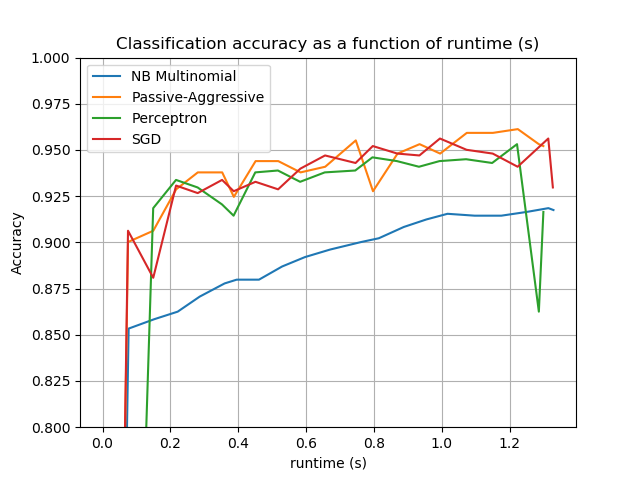 Classification accuracy as a function of runtime (s)
NB Multinomial
Passive-Aggressive
Perceptron
SGD
Accuracy
1.000
0.975
0.950
0.925
0.900
0.875
0.850
0.825
0.800
0.0 0.2 0.4 0.6 0.8 1.0 1.2
runtime (s)